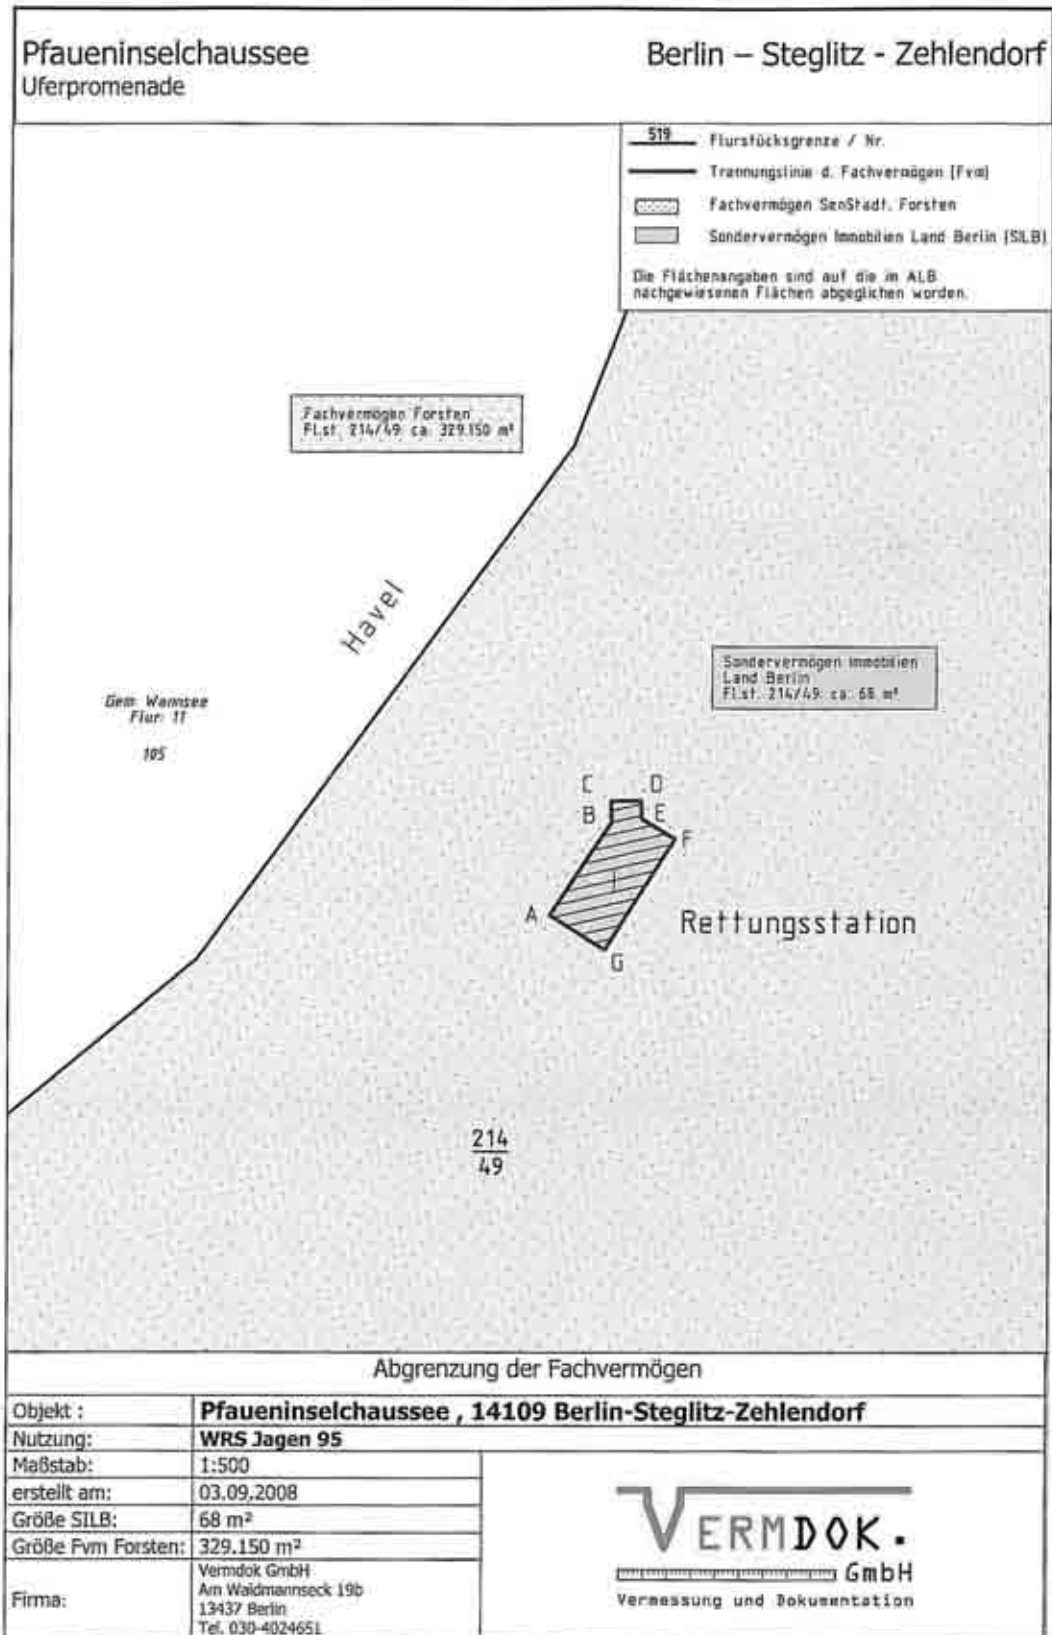 Pfaueninselchaussee
Uferpromenade
Berlin – Steglitz - Zehlendorf
519 Flurstücksgrenze / Nr.
Trennungslinie d. Fachvermögen (Fvm)
Fachvermögen SenStadt. Forsten
Sondervermögen Immobilien Land Berlin (SILB)
Die Flächenangaben sind auf die im ALB
nachgewiesenen Flächen abgeglichen worden.
Fachvermögen Forsten
Fl.st. 214/49: ca. 329.150 m²
Havel
Sondervermögen Immobilien
Land Berlin
Fl.st. 214/49: ca. 68 m²
Gem Wannsee
Flur: 11
105
C D
B E
F
A
Rettungsstation
G
214
49
Abgrenzung der Fachvermögen
Objekt : Pfaueninselchaussee , 14109 Berlin-Steglitz-Zehlendorf
Nutzung: WRS Jagen 95
Maßstab: 1:500
erstellt am: 03.09.2008
Größe SILB: 68 m²
Größe Fvm Forsten: 329.150 m²
Firma:
Vermdok GmbH
Am Waidmannseck 19b
13437 Berlin
Tel. 030-4024651
VERMDOK.
GmbH
Vermessung und Dokumentation